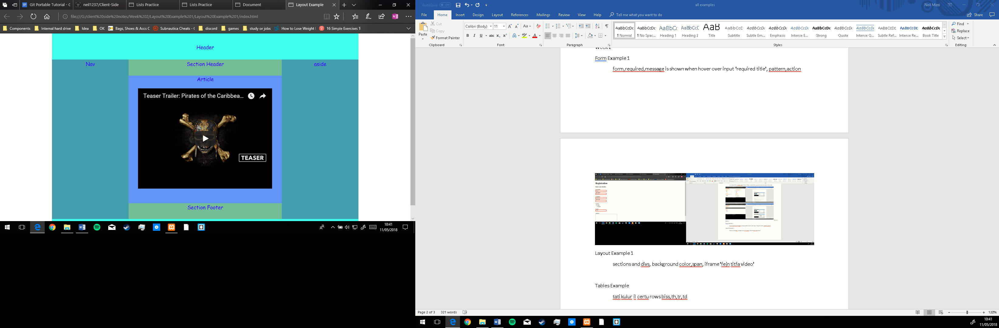 Git Portable Tutorial - G
neil1237/Client-Side
Lists Practice
Lists Practice
Document
Layout Example
file:///G:/client%20side%20notes/Week%202/Layout%20Example%201/Layout%20Example%201/index.html
Components
Internal hard drive
Idea
OK
Bags, Shoes & Accs C
Subnautica Cheats - (
discord
games
study or jobs
How to Lose Weight
16 Simple Exercises T
Header
Nav
Section Header
aside
Article
Teaser Trailer: Pirates of the Caribbea...
TEASER
Section Footer
10:41
11/05/2018
AutoSave Off
all examples
Neil Mizzi
File Home Insert Design Layout References Mailings Review View Help Tell me what you want to do
Share
Paste
Cut
Copy
Format Painter
Clipboard
Calibri (Body) 11
Font
Paragraph
AaBbCcDc AaBbCcDc AaBbCc AaBbCcC AaB AaBbCcD AaBbCcDc AaBbCcDc AaBbCcDc AaBbCcDc AaBbCcDc AaBbCcDc AaBbCcDc AaBbCcDc AaBbCcDc
¶ Normal ¶ No Spac... Heading 1 Heading 2 Title Subtitle Subtle Em... Emphasis Intense E... Strong Quote Intense Q... Subtle Ref... Intense Re... Book Title
Styles
Find
Replace
Select
Editing
Week 2
Form Example 1
form,required,message is shown when hover over input 'required title', pattern,action
Registration
Layout Example 1
sections and divs, background color,span, iframe 'fejn titfa video'
Tables Example
tati kulur il certu rows biss,th,tr,td
Page 2 of 3 321 words
120%
10:41
11/05/2018